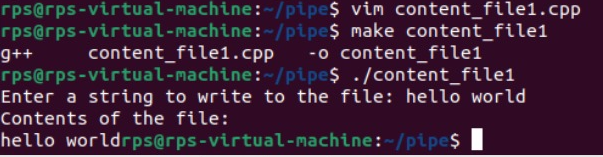 rps@rps-virtual-machine:~/pipe$ vim content_file1.cpp
rps@rps-virtual-machine:~/pipe$ make content_file1
g++     content_file1.cpp   -o content_file1
rps@rps-virtual-machine:~/pipe$ ./content_file1
Enter a string to write to the file: hello world
Contents of the file:
hello worldrps@rps-virtual-machine:~/pipe$